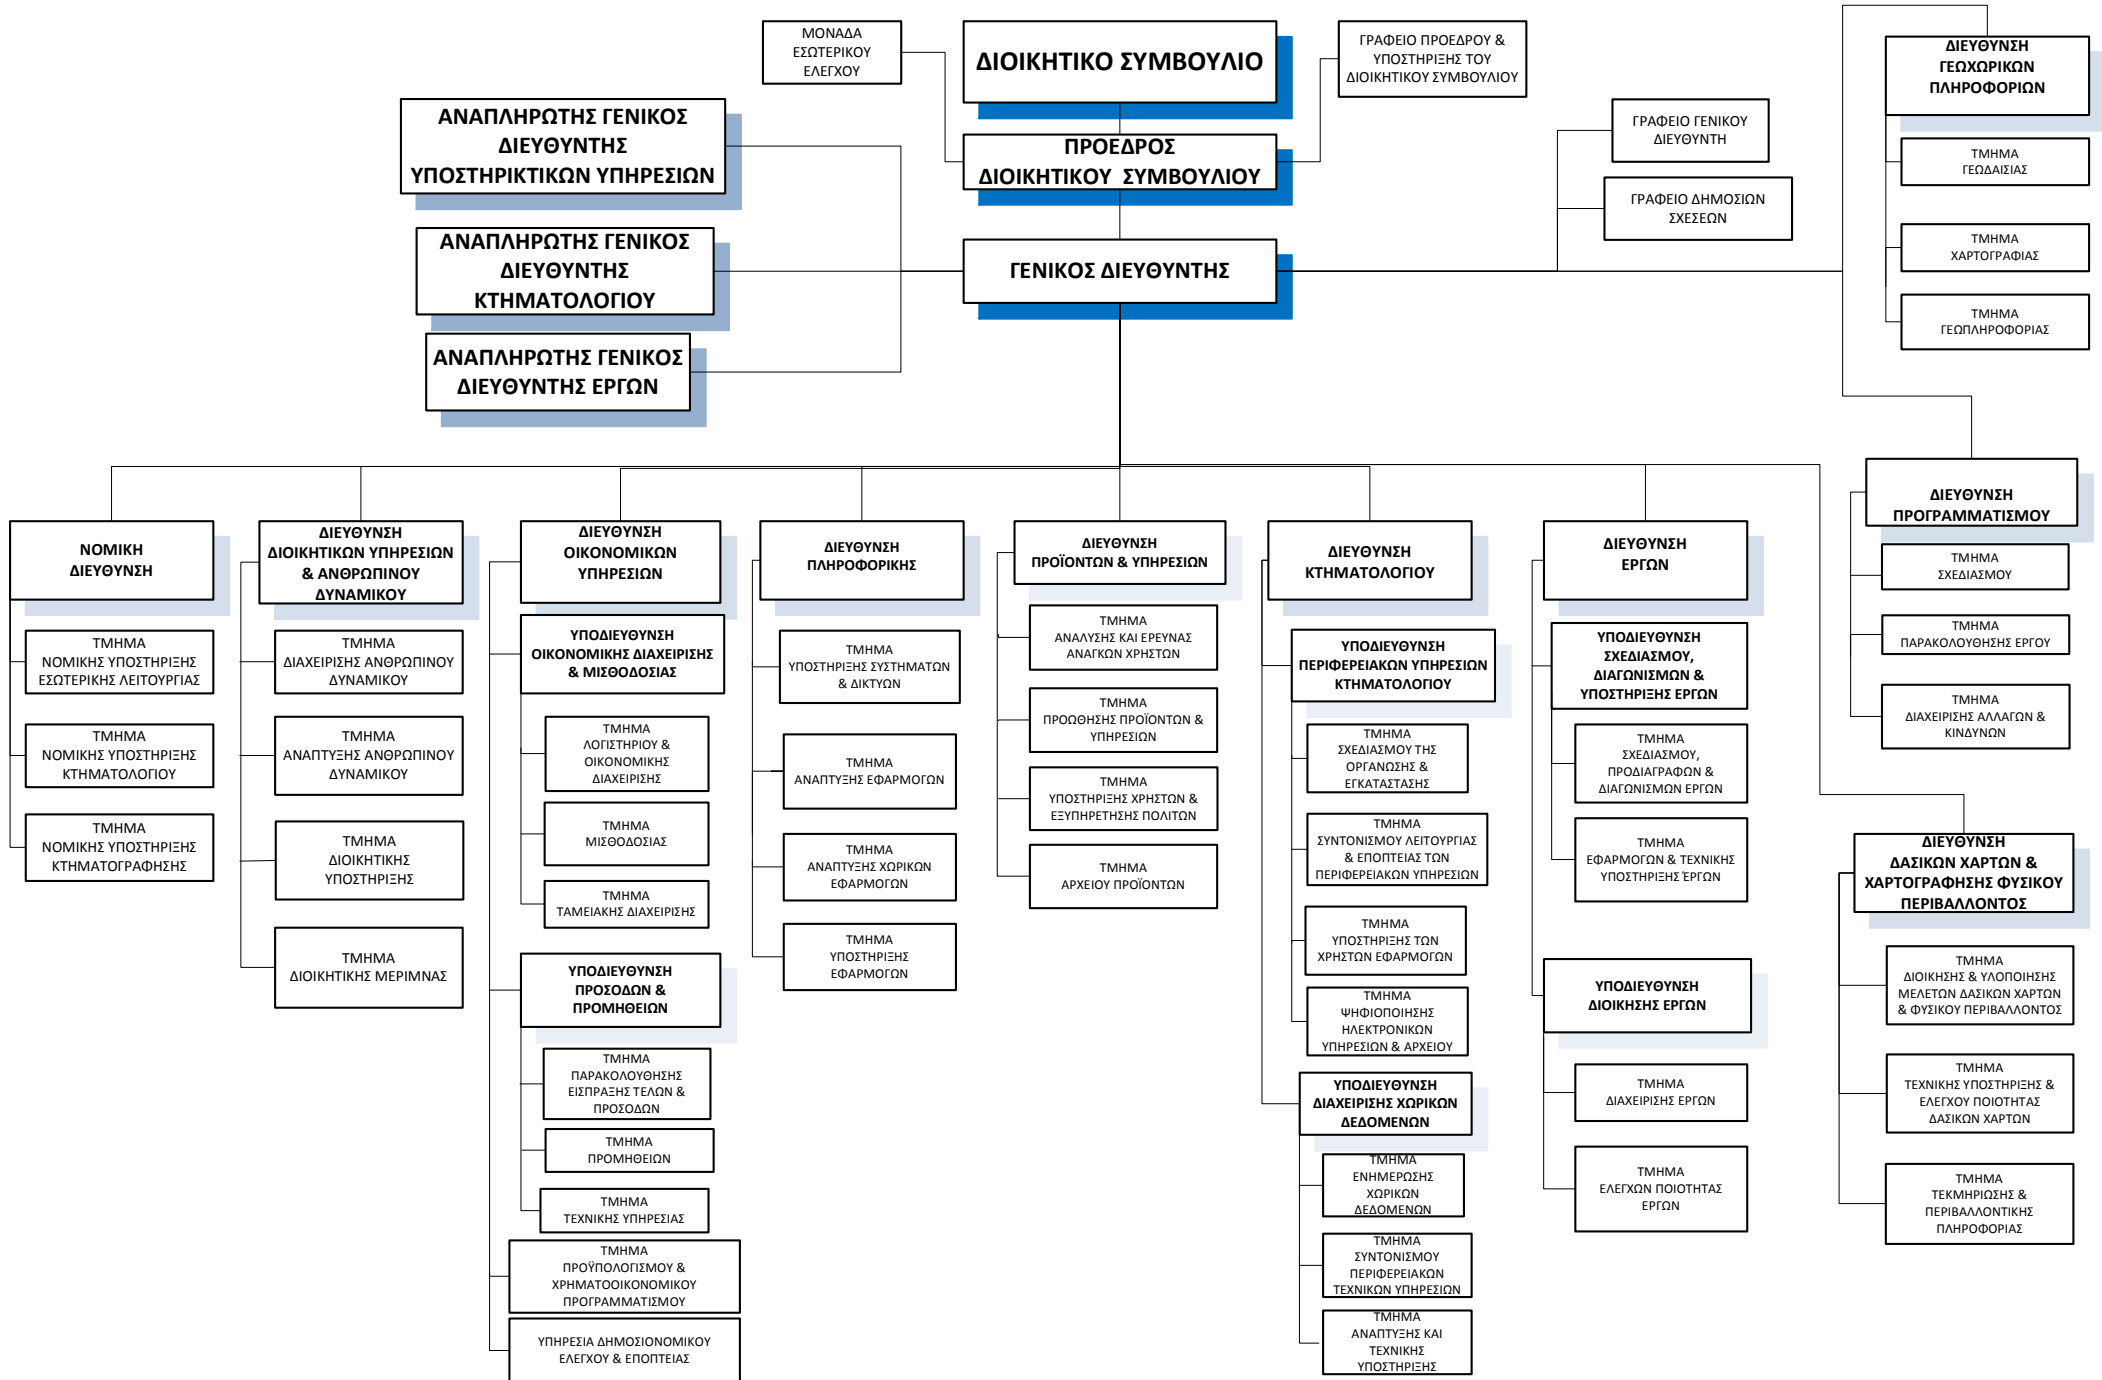 ΜΟΝΑΔΑ
ΕΣΩΤΕΡΙΚΟΥ
ΕΛΕΓΧΟΥ
ΔΙΟΙΚΗΤΙΚΟ ΣΥΜΒΟΥΛΙΟ
ΓΡΑΦΕΙΟ ΠΡΟΕΔΡΟΥ &
ΥΠΟΣΤΗΡΙΞΗΣ ΤΟΥ
ΔΙΟΙΚΗΤΙΚΟΥ ΣΥΜΒΟΥΛΙΟΥ
ΠΡΟΕΔΡΟΣ
ΔΙΟΙΚΗΤΙΚΟΥ ΣΥΜΒΟΥΛΙΟΥ
ΑΝΑΠΛΗΡΩΤΗΣ ΓΕΝΙΚΟΣ
ΔΙΕΥΘΥΝΤΗΣ
ΥΠΟΣΤΗΡΙΚΤΙΚΩΝ ΥΠΗΡΕΣΙΩΝ
ΑΝΑΠΛΗΡΩΤΗΣ ΓΕΝΙΚΟΣ
ΔΙΕΥΘΥΝΤΗΣ
ΚΤΗΜΑΤΟΛΟΓΙΟΥ
ΑΝΑΠΛΗΡΩΤΗΣ ΓΕΝΙΚΟΣ
ΔΙΕΥΘΥΝΤΗΣ ΕΡΓΩΝ
ΓΕΝΙΚΟΣ ΔΙΕΥΘΥΝΤΗΣ
ΓΡΑΦΕΙΟ ΓΕΝΙΚΟΥ
ΔΙΕΥΘΥΝΤΗ
ΓΡΑΦΕΙΟ ΔΗΜΟΣΙΩΝ
ΣΧΕΣΕΩΝ
ΔΙΕΥΘΥΝΣΗ
ΓΕΩΧΩΡΙΚΩΝ
ΠΛΗΡΟΦΟΡΙΩΝ
ΤΜΗΜΑ
ΓΕΩΔΑΙΣΙΑΣ
ΤΜΗΜΑ
ΧΑΡΤΟΓΡΑΦΙΑΣ
ΤΜΗΜΑ
ΓΕΩΠΛΗΡΟΦΟΡΙΑΣ
ΝΟΜΙΚΗ
ΔΙΕΥΘΥΝΣΗ
ΤΜΗΜΑ
ΝΟΜΙΚΗΣ ΥΠΟΣΤΗΡΙΞΗΣ
ΕΣΩΤΕΡΙΚΗΣ ΛΕΙΤΟΥΡΓΙΑΣ
ΤΜΗΜΑ
ΝΟΜΙΚΗΣ ΥΠΟΣΤΗΡΙΞΗΣ
ΚΤΗΜΑΤΟΛΟΓΙΟΥ
ΤΜΗΜΑ
ΝΟΜΙΚΗΣ ΥΠΟΣΤΗΡΙΞΗΣ
ΚΤΗΜΑΤΟΓΡΑΦΗΣΗΣ
ΔΙΕΥΘΥΝΣΗ
ΔΙΟΙΚΗΤΙΚΩΝ ΥΠΗΡΕΣΙΩΝ
& ΑΝΘΡΩΠΙΝΟΥ
ΔΥΝΑΜΙΚΟΥ
ΤΜΗΜΑ
ΔΙΑΧΕΙΡΙΣΗΣ ΑΝΘΡΩΠΙΝΟΥ
ΔΥΝΑΜΙΚΟΥ
ΤΜΗΜΑ
ΑΝΑΠΤΥΞΗΣ ΑΝΘΡΩΠΙΝΟΥ
ΔΥΝΑΜΙΚΟΥ
ΤΜΗΜΑ
ΔΙΟΙΚΗΤΙΚΗΣ
ΥΠΟΣΤΗΡΙΞΗΣ
ΤΜΗΜΑ
ΔΙΟΙΚΗΤΙΚΗΣ ΜΕΡΙΜΝΑΣ
ΔΙΕΥΘΥΝΣΗ
ΟΙΚΟΝΟΜΙΚΩΝ
ΥΠΗΡΕΣΙΩΝ
ΥΠΟΔΙΕΥΘΥΝΣΗ
ΟΙΚΟΝΟΜΙΚΗΣ ΔΙΑΧΕΙΡΙΣΗΣ
& ΜΙΣΘΟΔΟΣΙΑΣ
ΤΜΗΜΑ
ΛΟΓΙΣΤΗΡΙΟΥ &
ΟΙΚΟΝΟΜΙΚΗΣ
ΔΙΑΧΕΙΡΙΣΗΣ
ΤΜΗΜΑ
ΜΙΣΘΟΔΟΣΙΑΣ
ΤΜΗΜΑ
ΤΑΜΕΙΑΚΗΣ ΔΙΑΧΕΙΡΙΣΗΣ
ΥΠΟΔΙΕΥΘΥΝΣΗ
ΠΡΟΣΟΔΩΝ &
ΠΡΟΜΗΘΕΙΩΝ
ΤΜΗΜΑ
ΠΑΡΑΚΟΛΟΥΘΗΣΗΣ
ΕΙΣΠΡΑΞΗΣ ΤΕΛΩΝ &
ΠΡΟΣΟΔΩΝ
ΤΜΗΜΑ
ΠΡΟΜΗΘΕΙΩΝ
ΤΜΗΜΑ
ΤΕΧΝΙΚΗΣ ΥΠΗΡΕΣΙΑΣ
ΤΜΗΜΑ
ΠΡΟΫΠΟΛΟΓΙΣΜΟΥ &
ΧΡΗΜΑΤΟΟΙΚΟΝΟΜΙΚΟΥ
ΠΡΟΓΡΑΜΜΑΤΙΣΜΟΥ
ΥΠΗΡΕΣΙΑ ΔΗΜΟΣΙΟΝΟΜΙΚΟΥ
ΕΛΕΓΧΟΥ & ΕΠΟΠΤΕΙΑΣ
ΔΙΕΥΘΥΝΣΗ
ΠΛΗΡΟΦΟΡΙΚΗΣ
ΤΜΗΜΑ
ΥΠΟΣΤΗΡΙΞΗΣ ΣΥΣΤΗΜΑΤΩΝ
& ΔΙΚΤΥΩΝ
ΤΜΗΜΑ
ΑΝΑΠΤΥΞΗΣ ΕΦΑΡΜΟΓΩΝ
ΤΜΗΜΑ
ΑΝΑΠΤΥΞΗΣ ΧΩΡΙΚΩΝ
ΕΦΑΡΜΟΓΩΝ
ΤΜΗΜΑ
ΥΠΟΣΤΗΡΙΞΗΣ
ΕΦΑΡΜΟΓΩΝ
ΔΙΕΥΘΥΝΣΗ
ΠΡΟΪΟΝΤΩΝ & ΥΠΗΡΕΣΙΩΝ
ΤΜΗΜΑ
ΑΝΑΛΥΣΗΣ ΚΑΙ ΕΡΕΥΝΑΣ
ΑΝΑΓΚΩΝ ΧΡΗΣΤΩΝ
ΤΜΗΜΑ
ΠΡΟΩΘΗΣΗΣ ΠΡΟΪΟΝΤΩΝ &
ΥΠΗΡΕΣΙΩΝ
ΤΜΗΜΑ
ΥΠΟΣΤΗΡΙΞΗΣ ΧΡΗΣΤΩΝ &
ΕΞΥΠΗΡΕΤΗΣΗΣ ΠΟΛΙΤΩΝ
ΤΜΗΜΑ
ΑΡΧΕΙΟΥ ΠΡΟΪΟΝΤΩΝ
ΔΙΕΥΘΥΝΣΗ
ΚΤΗΜΑΤΟΛΟΓΙΟΥ
ΥΠΟΔΙΕΥΘΥΝΣΗ
ΠΕΡΙΦΕΡΕΙΑΚΩΝ ΥΠΗΡΕΣΙΩΝ
ΚΤΗΜΑΤΟΛΟΓΙΟΥ
ΤΜΗΜΑ
ΣΧΕΔΙΑΣΜΟΥ ΤΗΣ
ΟΡΓΑΝΩΣΗΣ &
ΕΓΚΑΤΑΣΤΑΣΗΣ
ΤΜΗΜΑ
ΣΥΝΤΟΝΙΣΜΟΥ ΛΕΙΤΟΥΡΓΙΑΣ
& ΕΠΟΠΤΕΙΑΣ ΤΩΝ
ΠΕΡΙΦΕΡΕΙΑΚΩΝ ΥΠΗΡΕΣΙΩΝ
ΤΜΗΜΑ
ΥΠΟΣΤΗΡΙΞΗΣ ΤΩΝ
ΧΡΗΣΤΩΝ ΕΦΑΡΜΟΓΩΝ
ΤΜΗΜΑ
ΨΗΦΙΟΠΟΙΗΣΗΣ
ΗΛΕΚΤΡΟΝΙΚΩΝ
ΥΠΗΡΕΣΙΩΝ & ΑΡΧΕΙΟΥ
ΥΠΟΔΙΕΥΘΥΝΣΗ
ΔΙΑΧΕΙΡΙΣΗΣ ΧΩΡΙΚΩΝ
ΔΕΔΟΜΕΝΩΝ
ΤΜΗΜΑ
ΕΝΗΜΕΡΩΣΗΣ
ΧΩΡΙΚΩΝ
ΔΕΔΟΜΕΝΩΝ
ΤΜΗΜΑ
ΣΥΝΤΟΝΙΣΜΟΥ
ΠΕΡΙΦΕΡΕΙΑΚΩΝ
ΤΕΧΝΙΚΩΝ ΥΠΗΡΕΣΙΩΝ
ΤΜΗΜΑ
ΑΝΑΠΤΥΞΗΣ ΚΑΙ
ΤΕΧΝΙΚΗΣ
ΥΠΟΣΤΗΡΙΞΗΣ
ΔΙΕΥΘΥΝΣΗ
ΕΡΓΩΝ
ΥΠΟΔΙΕΥΘΥΝΣΗ
ΣΧΕΔΙΑΣΜΟΥ,
ΔΙΑΓΩΝΙΣΜΩΝ &
ΥΠΟΣΤΗΡΙΞΗΣ ΕΡΓΩΝ
ΤΜΗΜΑ
ΣΧΕΔΙΑΣΜΟΥ,
ΠΡΟΔΙΑΓΡΑΦΩΝ &
ΔΙΑΓΩΝΙΣΜΩΝ ΕΡΓΩΝ
ΤΜΗΜΑ
ΕΦΑΡΜΟΓΩΝ & ΤΕΧΝΙΚΗΣ
ΥΠΟΣΤΗΡΙΞΗΣ ΈΡΓΩΝ
ΥΠΟΔΙΕΥΘΥΝΣΗ
ΔΙΟΙΚΗΣΗΣ ΕΡΓΩΝ
ΤΜΗΜΑ
ΔΙΑΧΕΙΡΙΣΗΣ ΕΡΓΩΝ
ΤΜΗΜΑ
ΕΛΕΓΧΩΝ ΠΟΙΟΤΗΤΑΣ
ΕΡΓΩΝ
ΔΙΕΥΘΥΝΣΗ
ΠΡΟΓΡΑΜΜΑΤΙΣΜΟΥ
ΤΜΗΜΑ
ΣΧΕΔΙΑΣΜΟΥ
ΤΜΗΜΑ
ΠΑΡΑΚΟΛΟΥΘΗΣΗΣ ΕΡΓΟΥ
ΤΜΗΜΑ
ΔΙΑΧΕΙΡΙΣΗΣ ΑΛΛΑΓΩΝ &
ΚΙΝΔΥΝΩΝ
ΔΙΕΥΘΥΝΣΗ
ΔΑΣΙΚΩΝ ΧΑΡΤΩΝ &
ΧΑΡΤΟΓΡΑΦΗΣΗΣ ΦΥΣΙΚΟΥ
ΠΕΡΙΒΑΛΛΟΝΤΟΣ
ΤΜΗΜΑ
ΔΙΟΙΚΗΣΗΣ & ΥΛΟΠΟΙΗΣΗΣ
ΜΕΛΕΤΩΝ ΔΑΣΙΚΩΝ ΧΑΡΤΩΝ
& ΦΥΣΙΚΟΥ ΠΕΡΙΒΑΛΛΟΝΤΟΣ
ΤΜΗΜΑ
ΤΕΧΝΙΚΗΣ ΥΠΟΣΤΗΡΙΞΗΣ &
ΕΛΕΓΧΟΥ ΠΟΙΟΤΗΤΑΣ
ΔΑΣΙΚΩΝ ΧΑΡΤΩΝ
ΤΜΗΜΑ
ΤΕΚΜΗΡΙΩΣΗΣ &
ΠΕΡΙΒΑΛΛΟΝΤΙΚΗΣ
ΠΛΗΡΟΦΟΡΙΑΣ